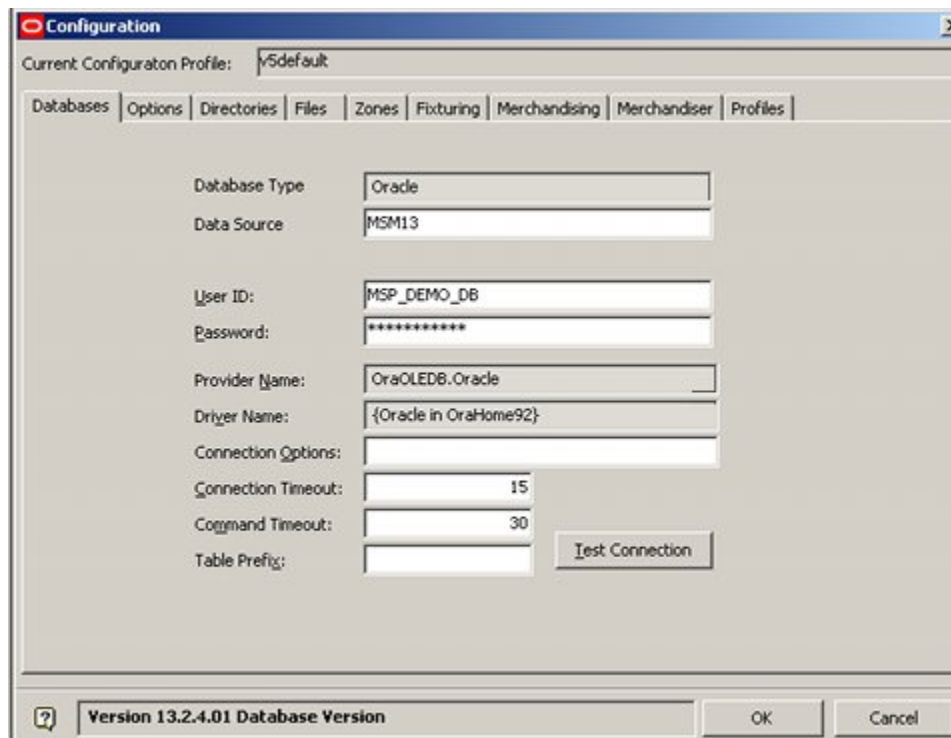 Configuration
Current Configuraton Profile: v5default
Databases Options Directories Files Zones Fixturing Merchandising Merchandiser Profiles
Database Type Oracle
Data Source MSM13
User ID: MSP_DEMO_DB
Password: ***********
Provider Name: OraOLEDB.Oracle
Driver Name: {Oracle in OraHome92}
Connection Options:
Connection Timeout: 15
Command Timeout: 30
Table Prefix:
Test Connection
Version 13.2.4.01 Database Version
OK Cancel